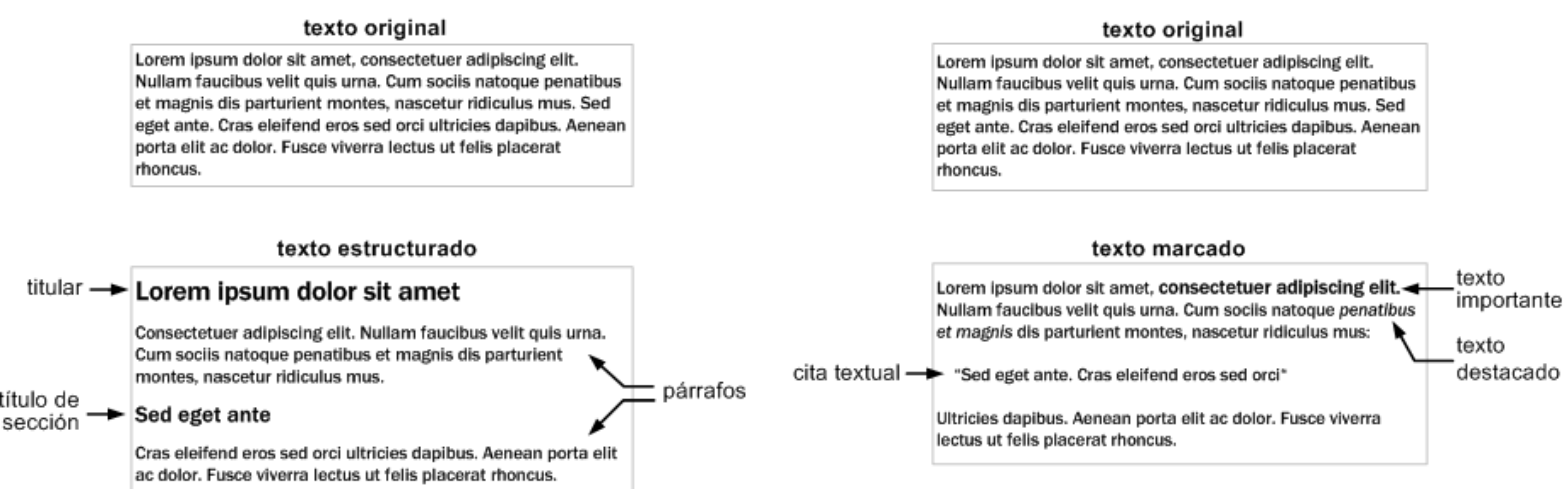 texto original
Lorem ipsum dolor sit amet, consectetuer adipiscing elit.
Nullam faucibus velit quis urna. Cum sociis natoque penatibus
et magnis dis parturient montes, nascetur ridiculus mus. Sed
eget ante. Cras eleifend eros sed orci ultricies dapibus. Aenean
porta elit ac dolor. Fusce viverra lectus ut felis placerat
rhoncus.
texto estructurado
titular
Lorem ipsum dolor sit amet
Consectetuer adipiscing elit. Nullam faucibus velit quis urna.
Cum sociis natoque penatibus et magnis dis parturient
montes, nascetur ridiculus mus.
párrafos
título de
sección
Sed eget ante
Cras eleifend eros sed orci ultricies dapibus. Aenean porta elit
ac dolor. Fusce viverra lectus ut felis placerat rhoncus.
texto original
Lorem ipsum dolor sit amet, consectetuer adipiscing elit.
Nullam faucibus velit quis urna. Cum sociis natoque penatibus
et magnis dis parturient montes, nascetur ridiculus mus. Sed
eget ante. Cras eleifend eros sed orci ultricies dapibus. Aenean
porta elit ac dolor. Fusce viverra lectus ut felis placerat
rhoncus.
texto marcado
Lorem ipsum dolor sit amet, consectetuer adipiscing elit.
Nullam faucibus velit quis urna. Cum sociis natoque penatibus
et magnis dis parturient montes, nascetur ridiculus mus:
texto
importante
texto
destacado
cita textual
"Sed eget ante. Cras eleifend eros sed orci"
Ultricies dapibus. Aenean porta elit ac dolor. Fusce viverra
lectus ut felis placerat rhoncus.